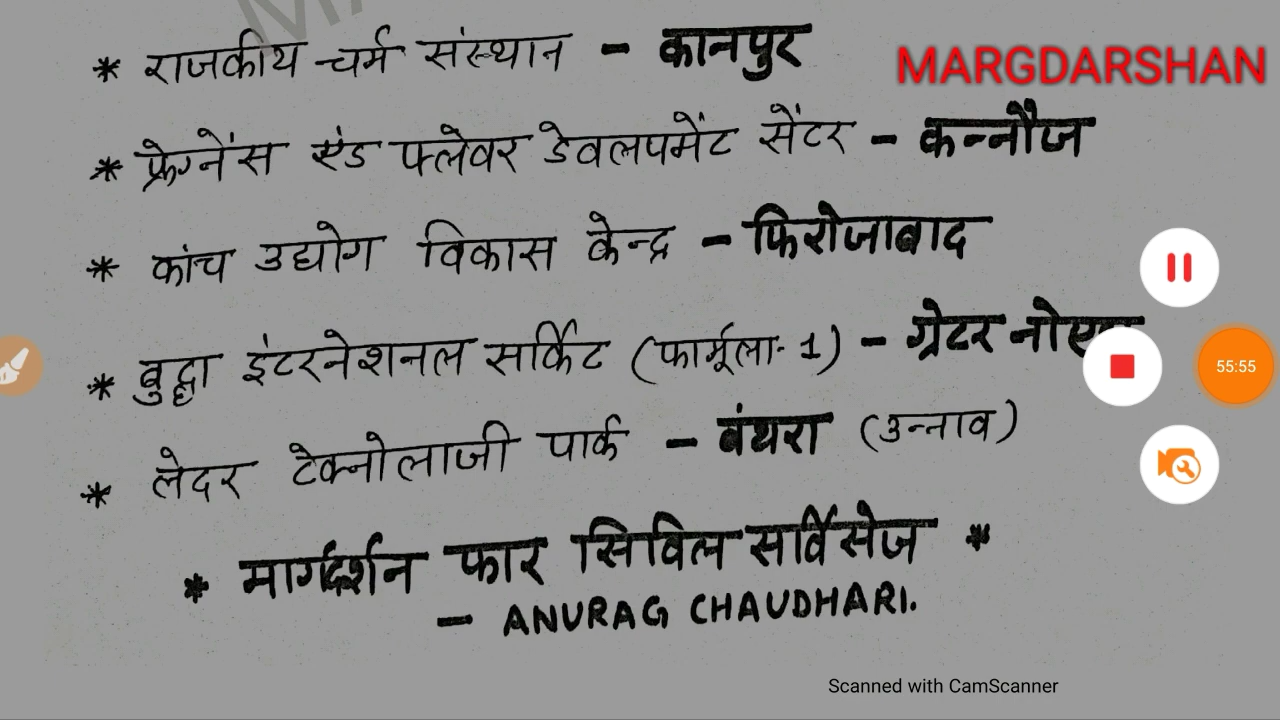 * राजकीय चर्म संस्थान - कानपुर
MARGDARSHAN
* फ्रेग्नेंस एंड फ्लेवर डेवलपमेंट सेंटर - कन्नौज
* कांच उद्योग विकास केन्द्र - फिरोजाबाद
* बुद्धा इंटरनेशनल सर्किट (फार्मूला-1) - ग्रेटर
55:55
* लेदर टेक्नोलाजी पार्क - बंथरा (उन्नाव)
* मार्गदर्शन फार सिविल सर्विसेज *
- ANURAG CHAUDHARI.
Scanned with CamScanner